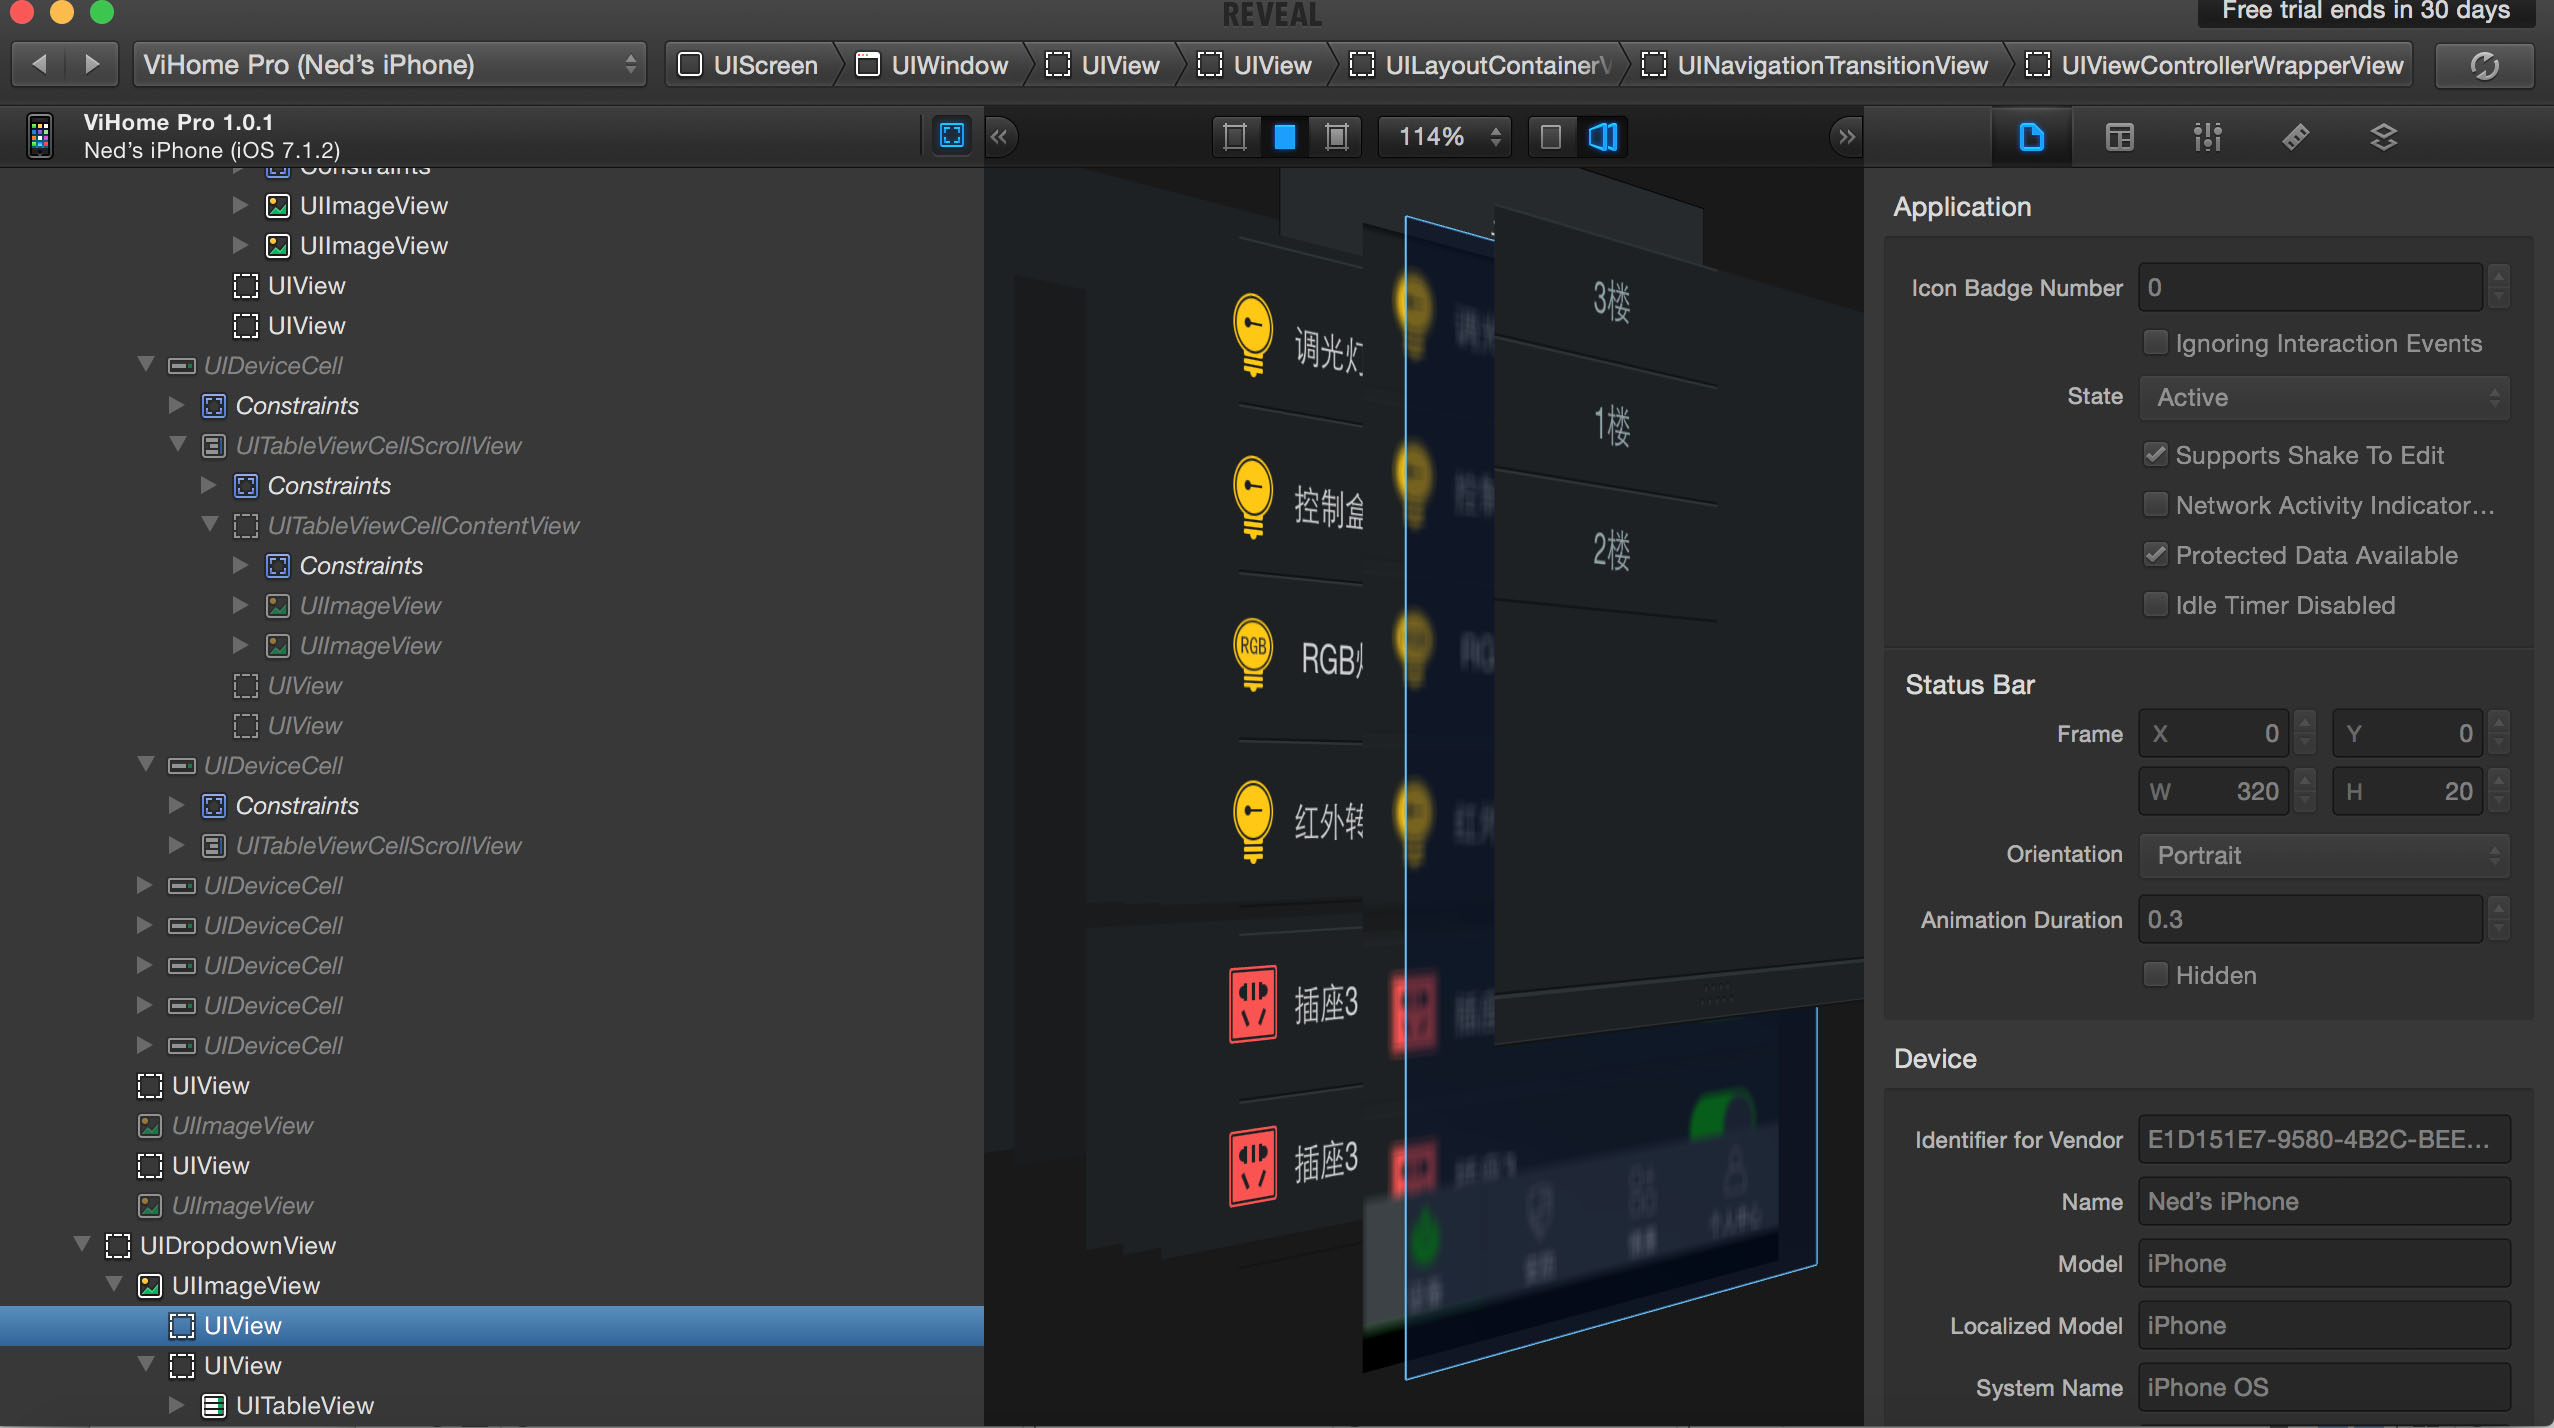 REVEAL
Free trial ends in 30 days
ViHome Pro (Ned’s iPhone)
UIScreen
UIWindow
UIView
UIView
UILayoutContainerV
UINavigationTransitionView
UIViewControllerWrapperView
ViHome Pro 1.0.1
Ned’s iPhone (iOS 7.1.2)
114%
Constraints
UIImageView
UIImageView
UIView
UIView
UIDeviceCell
Constraints
UITableViewCellScrollView
Constraints
UITableViewCellContentView
Constraints
UIImageView
UIImageView
UIView
UIView
UIDeviceCell
Constraints
UITableViewCellScrollView
UIDeviceCell
UIDeviceCell
UIDeviceCell
UIDeviceCell
UIDeviceCell
UIView
UIImageView
UIView
UIImageView
UIDropdownView
UIImageView
UIView
UIView
UITableView
调光灯
控制盒
RGB
RGB灯
红外转
插座3
插座3
3楼
1楼
2楼
Application
Icon Badge Number 0
Ignoring Interaction Events
State Active
Supports Shake To Edit
Network Activity Indicator…
Protected Data Available
Idle Timer Disabled
Status Bar
Frame X 0 Y 0
W 320 H 20
Orientation Portrait
Animation Duration 0.3
Hidden
Device
Identifier for Vendor E1D151E7-9580-4B2C-BEE…
Name Ned’s iPhone
Model iPhone
Localized Model iPhone
System Name iPhone OS